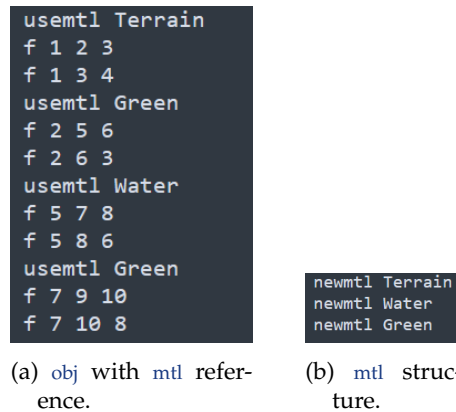 usemtl Terrain
f 1 2 3
f 1 3 4
usemtl Green
f 2 5 6
f 2 6 3
usemtl Water
f 5 7 8
f 5 8 6
usemtl Green
f 7 9 10
f 7 10 8
(a) obj with mtl refer-
ence.
newmtl Terrain
newmtl Water
newmtl Green
(b) mtl struc-
ture.